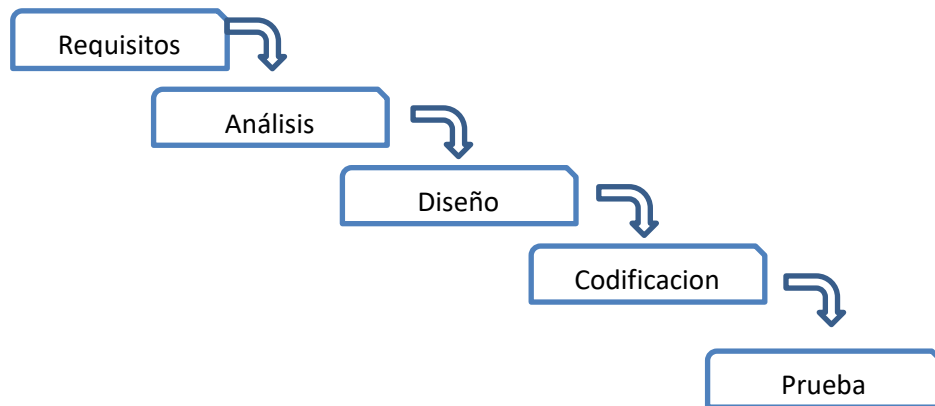 Requisitos
Análisis
Diseño
Codificacion
Prueba